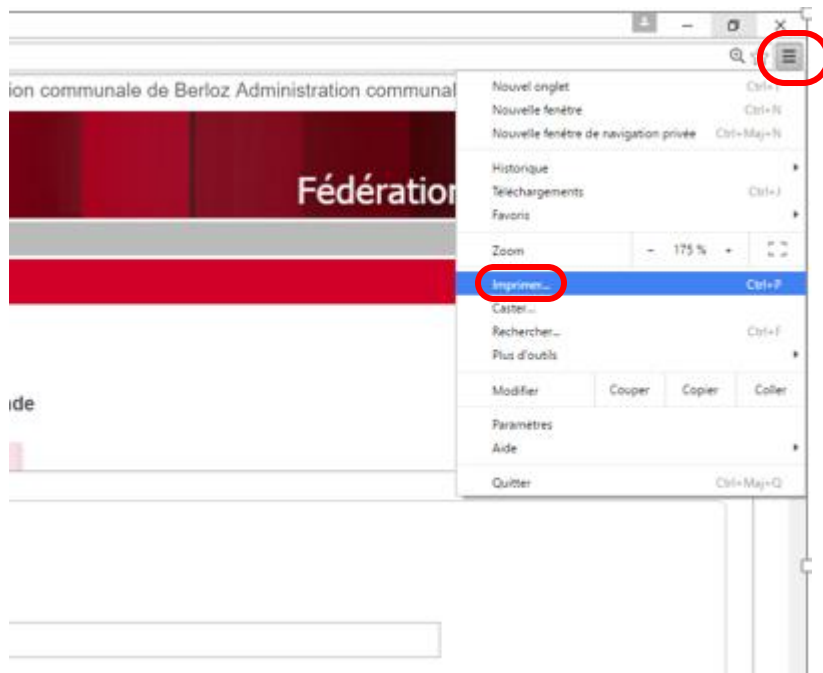 ion communale de Berloz Administration communal
Fédération
de
Nouvel onglet Ctrl+T
Nouvelle fenêtre Ctrl+N
Nouvelle fenêtre de navigation privée Ctrl+Maj+N
Historique
Téléchargements Ctrl+J
Favoris
Zoom - 175 % +
Imprimer... Ctrl+P
Caster...
Rechercher... Ctrl+F
Plus d'outils
Modifier Couper Copier Coller
Paramètres
Aide
Quitter Ctrl+Maj+Q